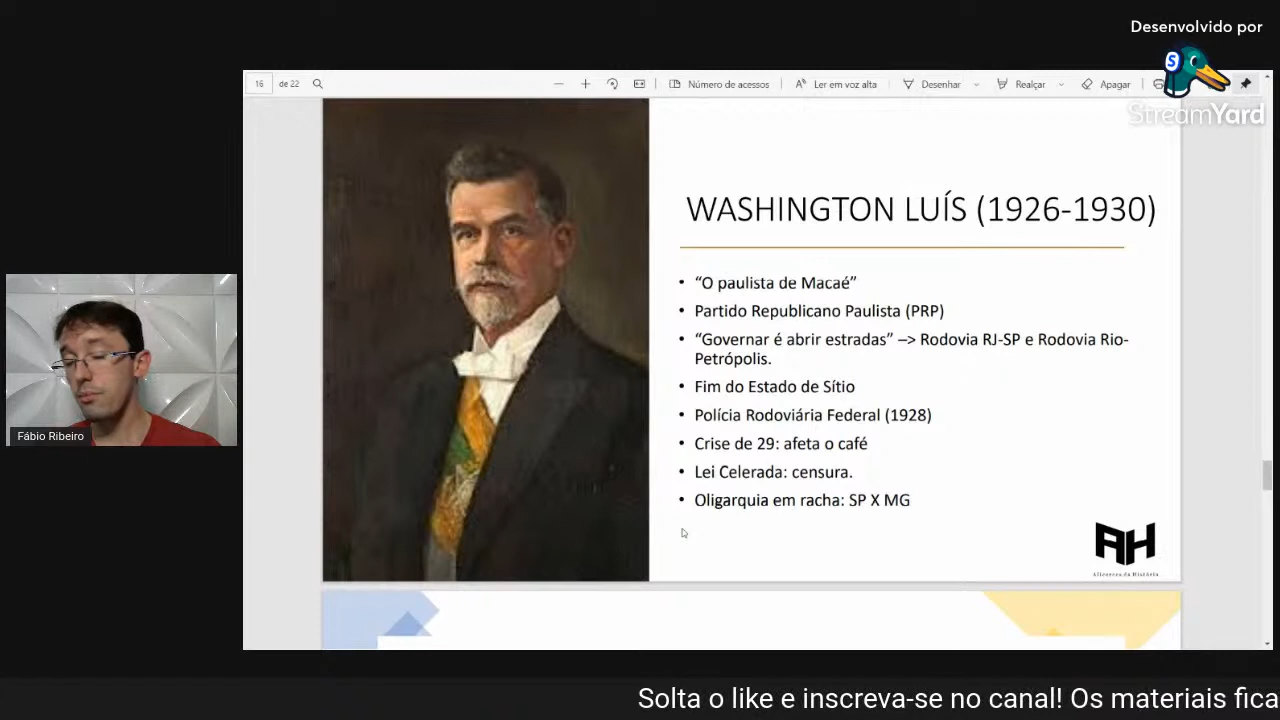 Desenvolvido por
S
StreamYard
16 de 22 Número de acessos Ler em voz alta Desenhar Realçar Apagar
WASHINGTON LUÍS (1926-1930)
• “O paulista de Macaé”
• Partido Republicano Paulista (PRP)
• “Governar é abrir estradas” –> Rodovia RJ-SP e Rodovia Rio-
Petrópolis.
• Fim do Estado de Sítio
• Polícia Rodoviária Federal (1928)
• Crise de 29: afeta o café
• Lei Celerada: censura.
• Oligarquia em racha: SP X MG
AH
Alicerces da História
Fábio Ribeiro
Solta o like e inscreva-se no canal! Os materiais fica